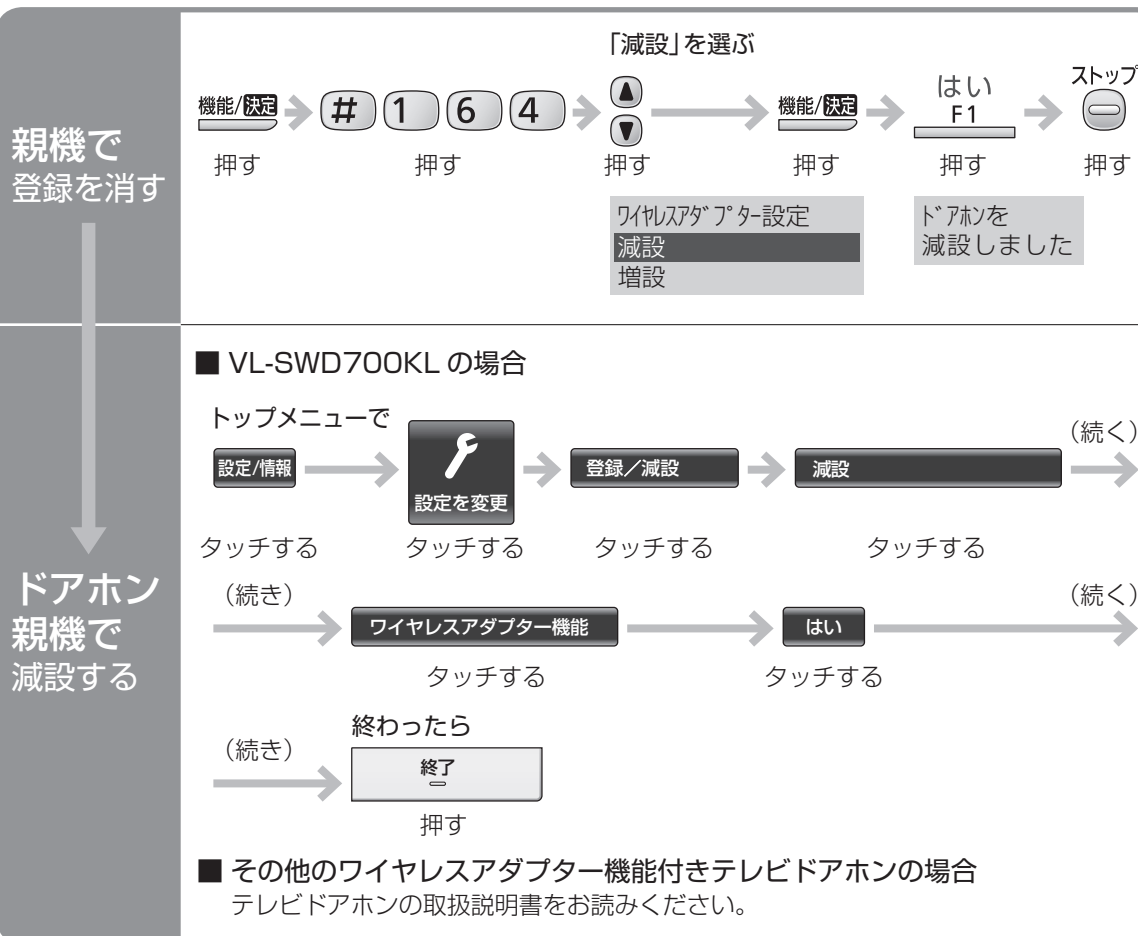 親機で
登録を消す
「減設」を選ぶ
機能/決定 # 1 6 4 ▲ ▼ 機能/決定 はい F1 ストップ
押す 押す 押す 押す 押す 押す
ワイヤレスアダプター設定
減設
増設
ドアホンを
減設しました
ドアホン
親機で
減設する
■ VL-SWD700KL の場合
トップメニューで
設定/情報 設定を変更 登録／減設 減設 (続く)
タッチする タッチする タッチする タッチする
(続き) ワイヤレスアダプター機能 はい (続く)
タッチする タッチする
終わったら
(続き) 終了
押す
■ その他のワイヤレスアダプター機能付きテレビドアホンの場合
テレビドアホンの取扱説明書をお読みください。